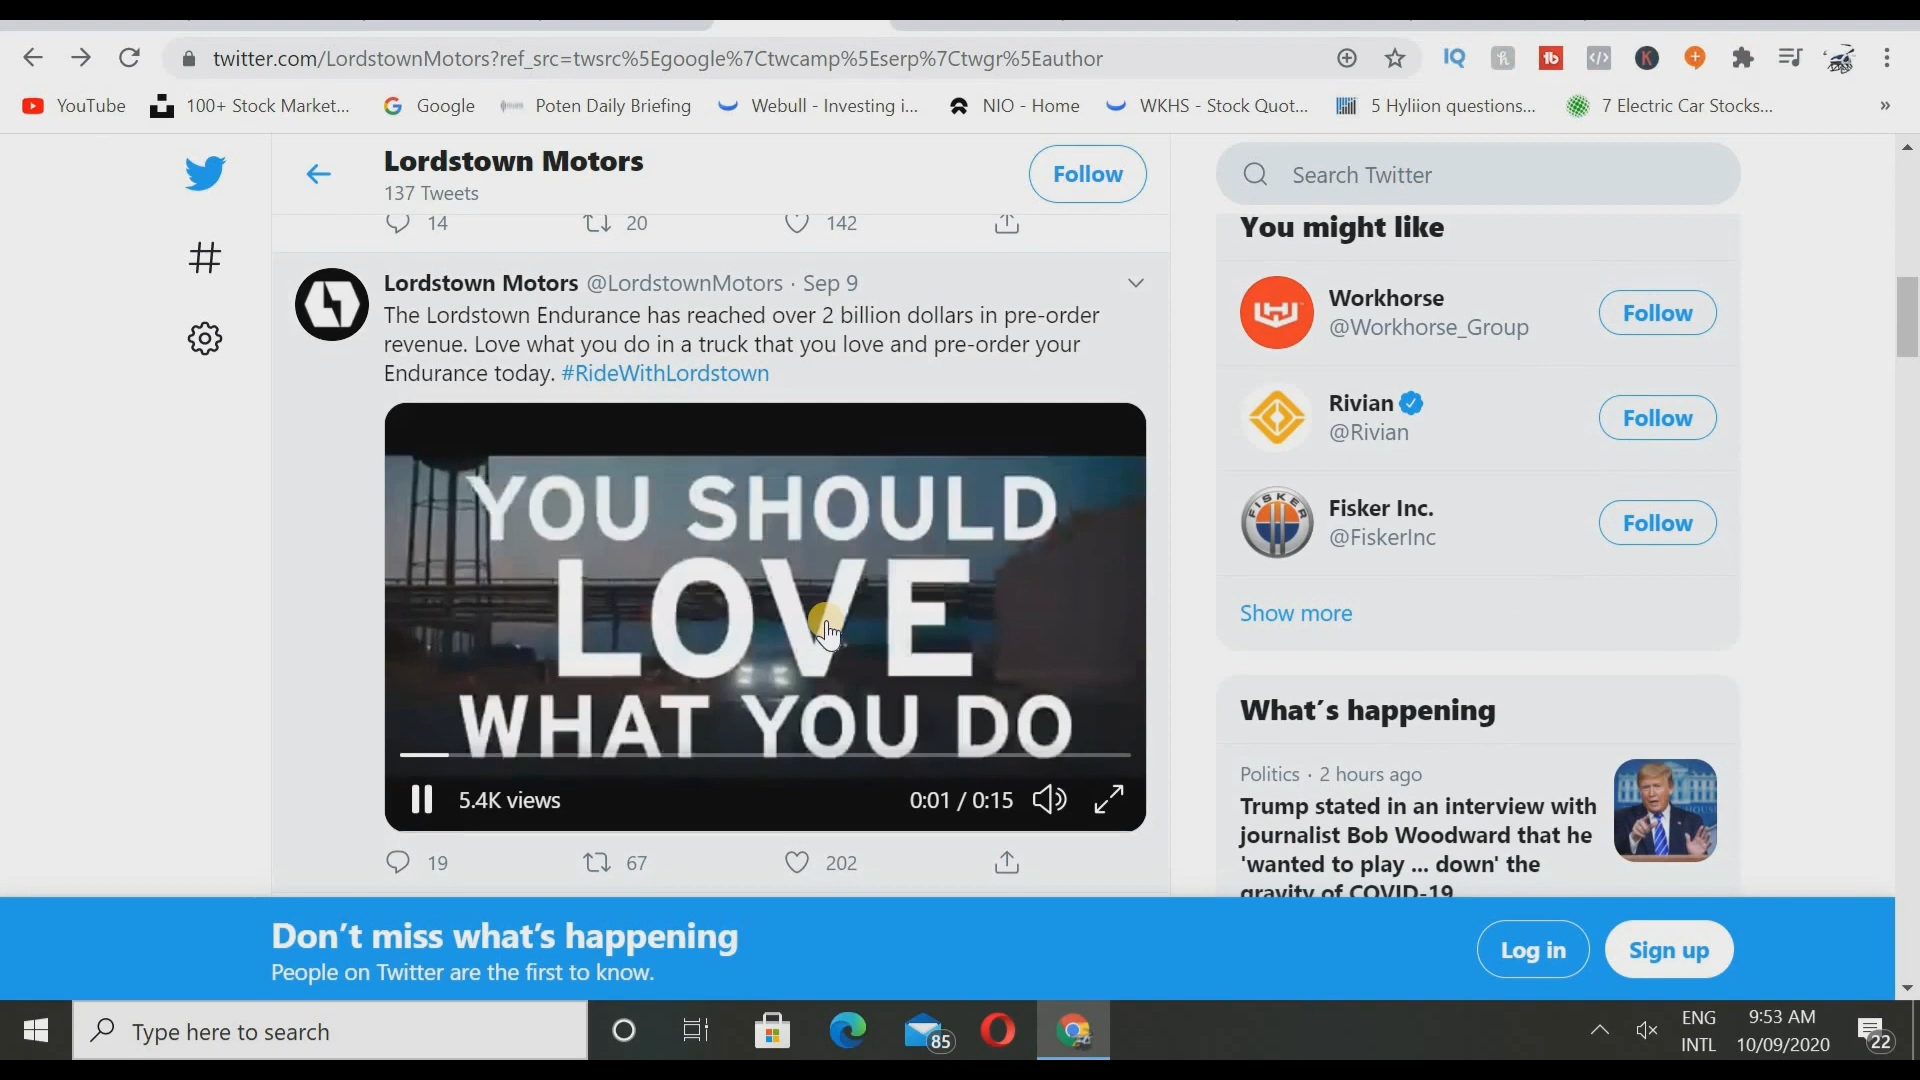 twitter.com/LordstownMotors?ref_src=twsrc%5Egoogle%7Ctwcamp%5Eserp%7Ctwgr%5Eauthor
YouTube
100+ Stock Market...
Google
Poten Daily Briefing
Webull - Investing i...
NIO - Home
WKHS - Stock Quot...
5 Hyliion questions...
7 Electric Car Stocks...
»
Lordstown Motors
137 Tweets
Follow
Search Twitter
14
20
142
Lordstown Motors @LordstownMotors · Sep 9
The Lordstown Endurance has reached over 2 billion dollars in pre-order
revenue. Love what you do in a truck that you love and pre-order your
Endurance today. #RideWithLordstown
YOU SHOULD
LOVE
WHAT YOU DO
5.4K views
0:01 / 0:15
19
67
202
You might like
Workhorse
@Workhorse_Group
Follow
Rivian
@Rivian
Follow
FISKER
Fisker Inc.
@FiskerInc
Follow
Show more
What's happening
Politics · 2 hours ago
Trump stated in an interview with
journalist Bob Woodward that he
'wanted to play ... down' the
gravity of COVID-19
Don't miss what's happening
People on Twitter are the first to know.
Log in
Sign up
Type here to search
85
ENG
INTL
9:53 AM
10/09/2020
22